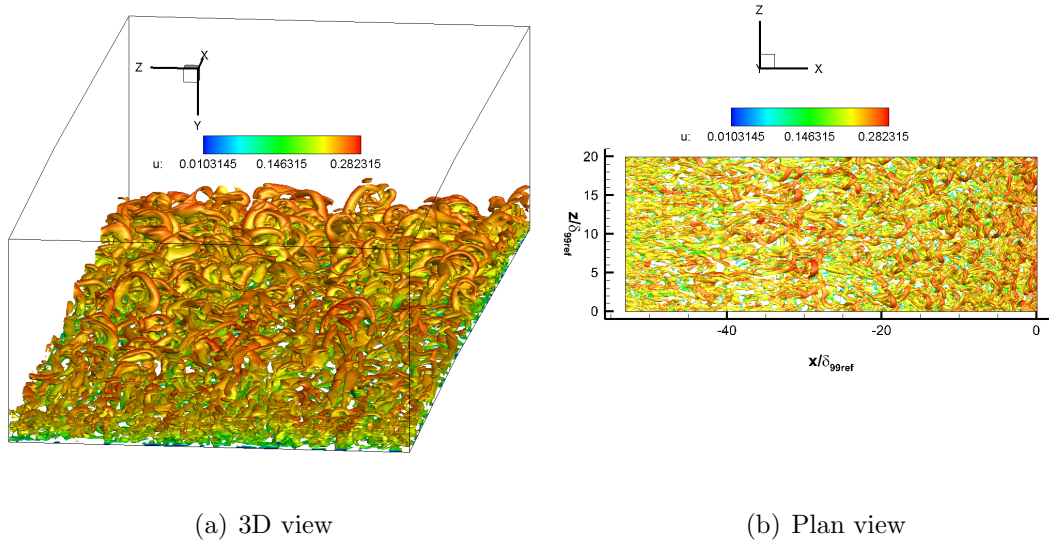 X
Z
Y
u: 0.0103145 0.146315 0.282315
(a) 3D view
Z
X
Y
u: 0.0103145 0.146315 0.282315
20
15
10
5
0
z/δ99ref
-40 -20 0
x/δ99ref
(b) Plan view